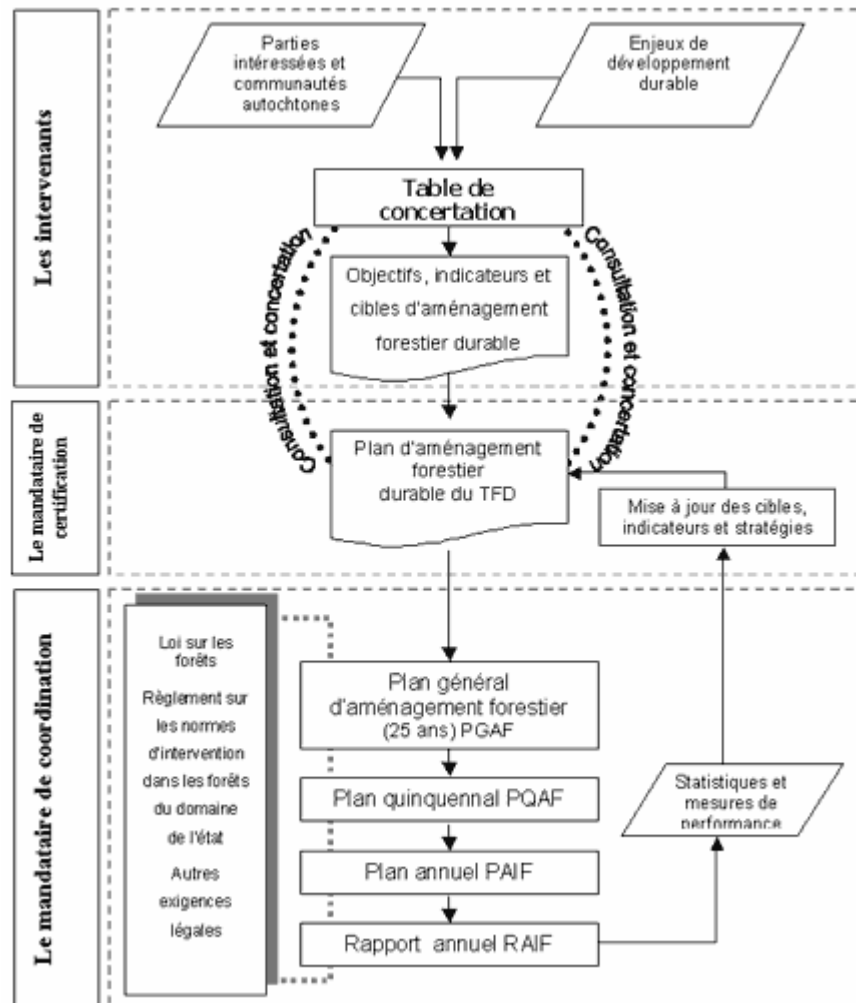 Les intervenants
Parties
intéressées et
communautés
autochtones
Enjeux de
développement
durable
Table de
concertation
Consultation et concertation
Consultation et concertation
Objectifs, indicateurs et
cibles d'aménagement
forestier durable
Le mandataire de
certification
Plan d'aménagement
forestier
durable du TFD
Mise à jour des cibles,
indicateurs et stratégies
Le mandataire de coordination
Loi sur les
forêts
Règlement sur
les normes
d'intervention
dans les forêts
du domaine
de l'état
Autres
exigences
légales
Plan général
d'aménagement forestier
(25 ans) PGAF
Plan quinquennal PQAF
Plan annuel PAIF
Rapport annuel RAIF
Statistiques et
mesures de
performance